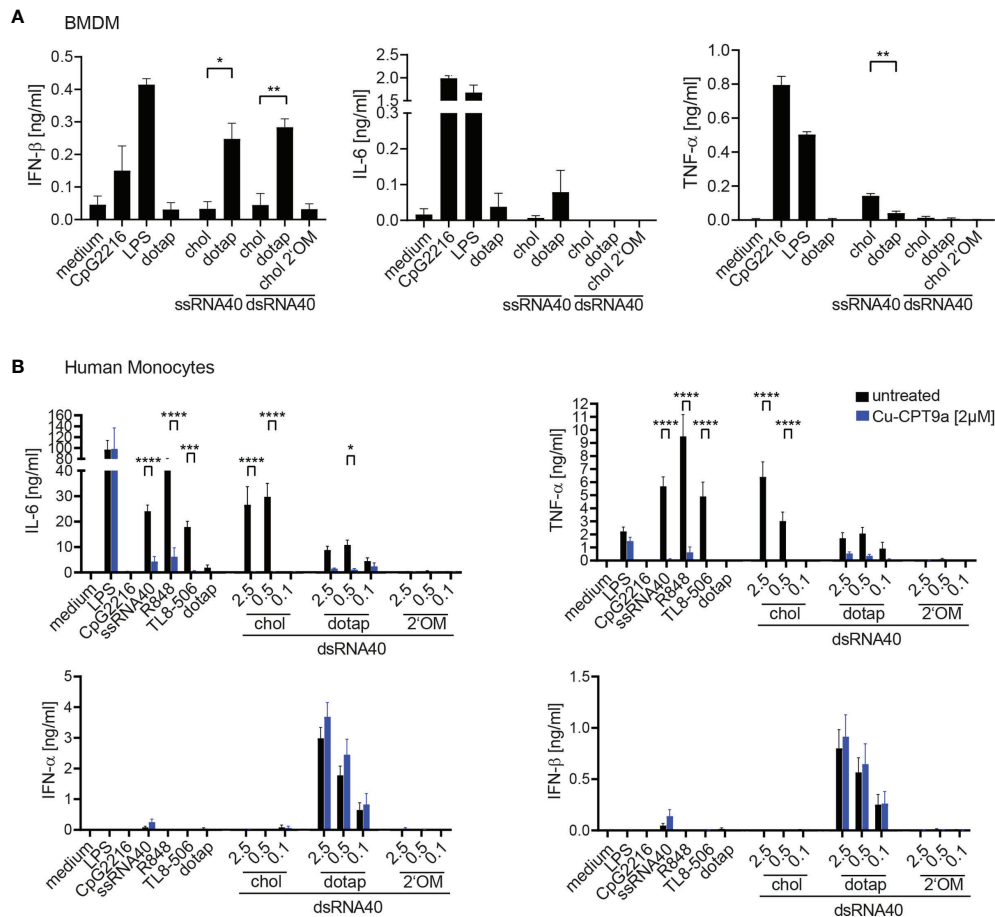 A BMDM
IFN-β [ng/ml]
0.5
0.4
0.3
0.2
0.1
0.0
*
**
medium
CpG2216
LPS
dotap
chol
dotap
chol
dotap
chol 2'OM
ssRNA40 dsRNA40
IL-6 [ng/ml]
2.5
2.0
1.5
0.4
0.3
0.2
0.1
0.0
medium
CpG2216
LPS
dotap
chol
dotap
chol
dotap
chol 2'OM
ssRNA40 dsRNA40
TNF-α [ng/ml]
1.0
0.8
0.6
0.4
0.2
0.0
**
medium
CpG2216
LPS
dotap
chol
dotap
chol
dotap
chol 2'OM
ssRNA40 dsRNA40
B Human Monocytes
IL-6 [ng/ml]
160
140
120
100
80
30
20
10
0
**** ****
**** *** **** *
medium
LPS
CpG2216
ssRNA40
R848
TL8-506
dotap
2.5 0.5 0.1 2.5 0.5 0.1 2.5 0.5 0.1
chol dotap 2'OM
dsRNA40
TNF-α [ng/ml]
12
11
10
9
8
7
6
5
4
3
2
1
0
**** ****
**** **** ****
untreated
Cu-CPT9a [2µM]
medium
LPS
CpG2216
ssRNA40
R848
TL8-506
dotap
2.5 0.5 0.1 2.5 0.5 0.1 2.5 0.5 0.1
chol dotap 2'OM
dsRNA40
IFN-α [ng/ml]
5
4
3
2
1
0
medium
LPS
CpG2216
ssRNA40
R848
TL8-506
dotap
2.5 0.5 0.1 2.5 0.5 0.1 2.5 0.5 0.1
chol dotap 2'OM
dsRNA40
IFN-β [ng/ml]
1.5
1.0
0.5
0.0
medium
LPS
CpG2216
ssRNA40
R848
TL8-506
dotap
2.5 0.5 0.1 2.5 0.5 0.1 2.5 0.5 0.1
chol dotap 2'OM
dsRNA40